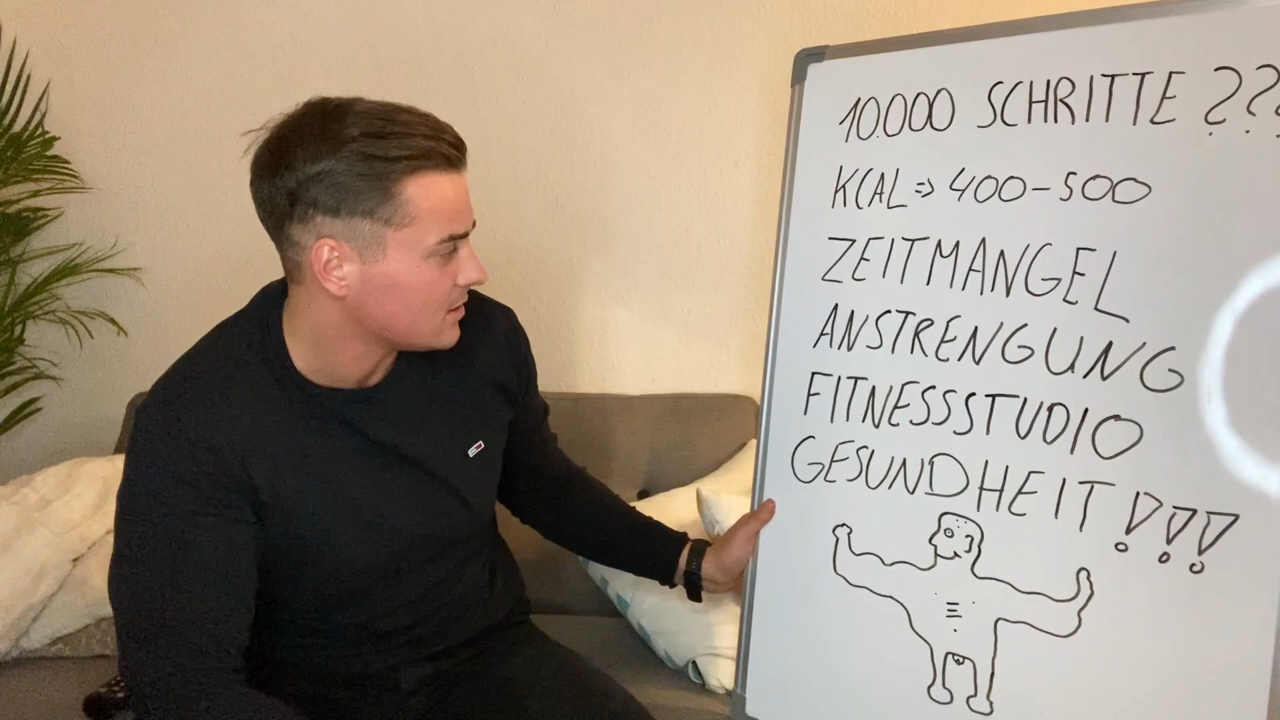 10.000 SCHRITTE ???
KCAL => 400-500
ZEITMANGEL
ANSTRENGUNG
FITNESSSTUDIO
GESUNDHEIT !!!